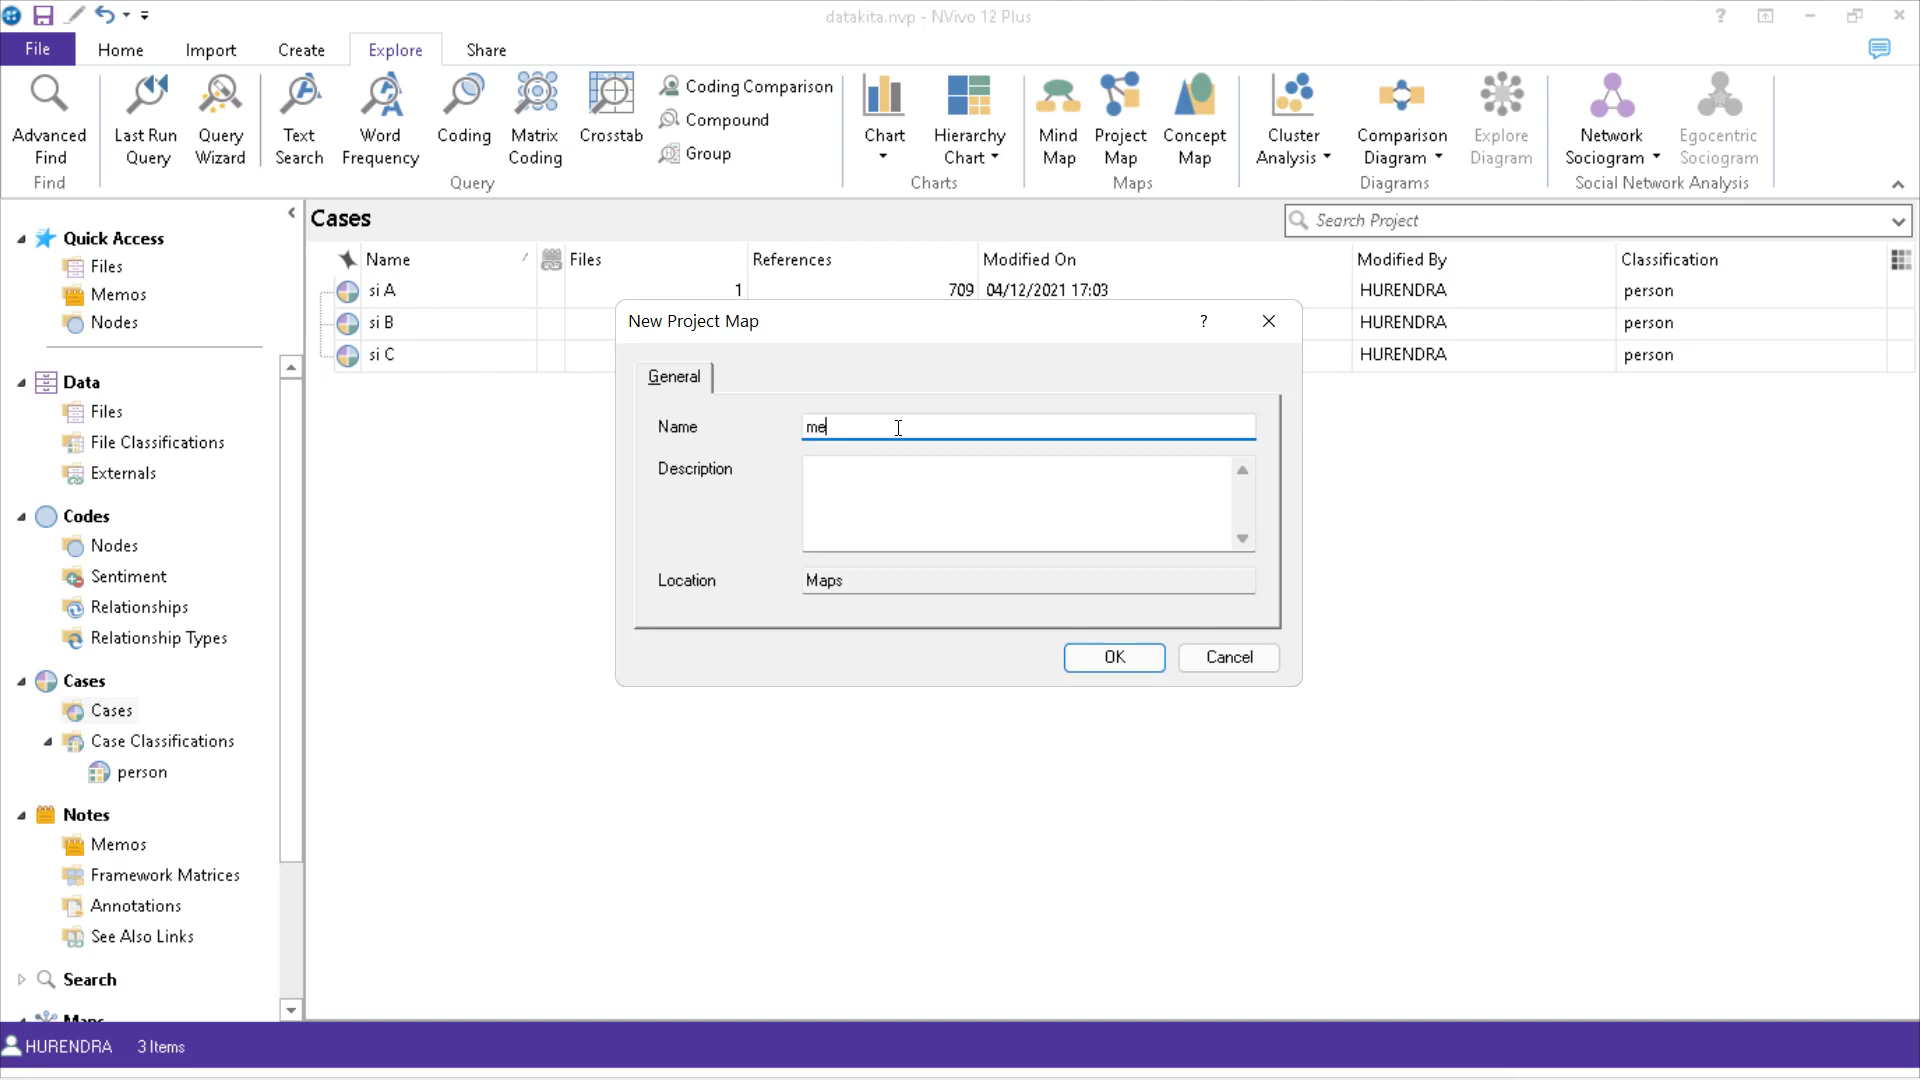 datakita.nvp - NVivo 12 Plus
File Home Import Create Explore Share
Advanced Find
Last Run Query
Query Wizard
Text Search
Word Frequency
Coding
Matrix Coding
Crosstab
Coding Comparison
Compound
Group
Chart
Hierarchy Chart
Mind Map
Project Map
Concept Map
Cluster Analysis
Comparison Diagram
Explore Diagram
Network Sociogram
Egocentric Sociogram
Find
Query
Charts
Maps
Diagrams
Social Network Analysis
Quick Access
Files
Memos
Nodes
Data
Files
File Classifications
Externals
Codes
Nodes
Sentiment
Relationships
Relationship Types
Cases
Cases
Case Classifications
person
Notes
Memos
Framework Matrices
Annotations
See Also Links
Search
Maps
Cases
Search Project
Name Files References Modified On Modified By Classification
si A 1 709 04/12/2021 17:03 HURENDRA person
si B HURENDRA person
si C HURENDRA person
New Project Map ?
General
Name me
Description
Location Maps
OK Cancel
HURENDRA 3 Items